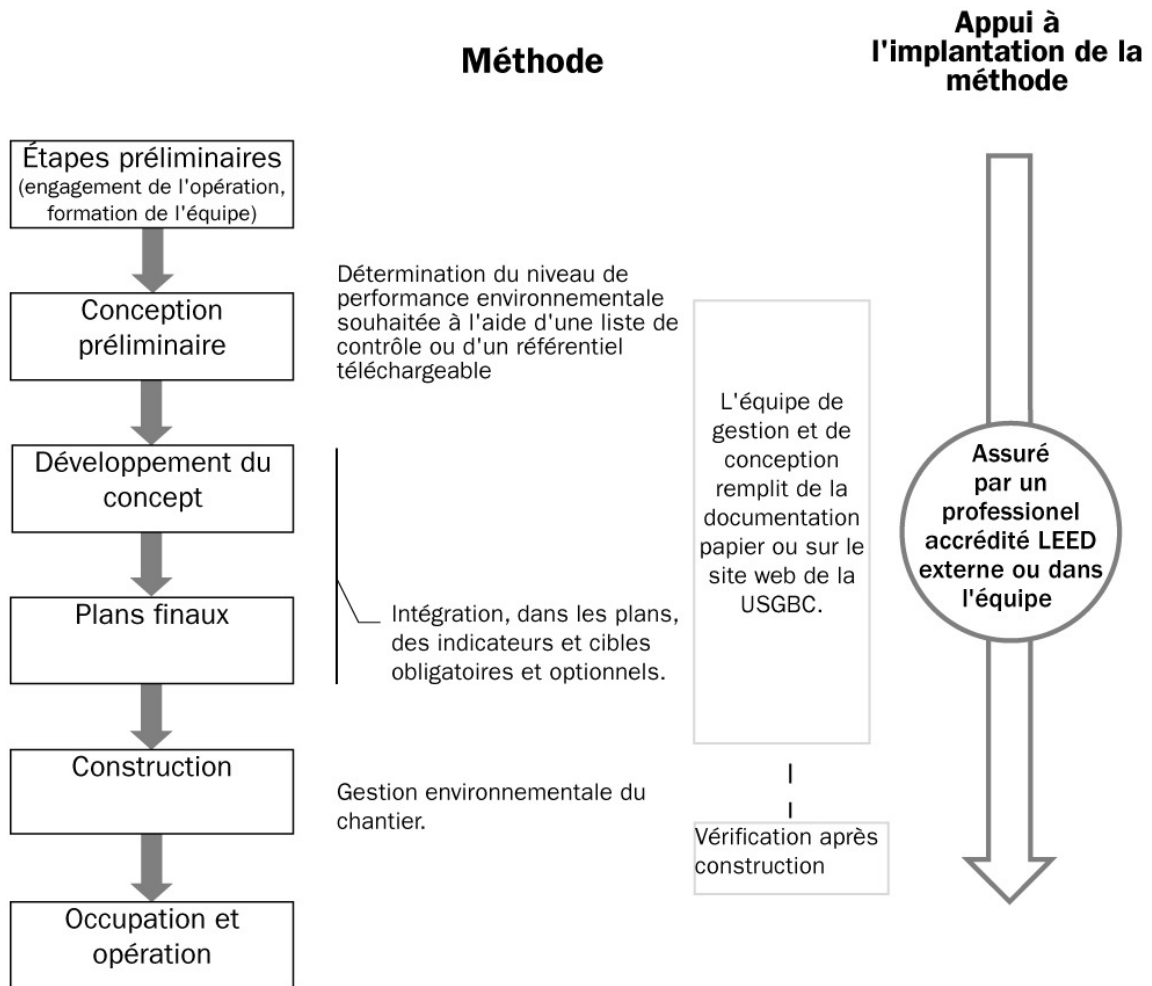 Méthode
Appui à
l'implantation de la
méthode
Étapes préliminaires
(engagement de l'opération,
formation de l'équipe)
Conception
préliminaire
Détermination du niveau de
performance environnementale
souhaitée à l'aide d'une liste de
contrôle ou d'un référentiel
téléchargeable
Développement du
concept
Plans finaux
Intégration, dans les plans,
des indicateurs et cibles
obligatoires et optionnels.
L'équipe de
gestion et de
conception
remplit de la
documentation
papier ou sur le
site web de la
USGBC.
Assuré
par un
professionel
accrédité LEED
externe ou dans
l'équipe
Construction
Gestion environnementale du
chantier.
Vérification après
construction
Occupation et
opération